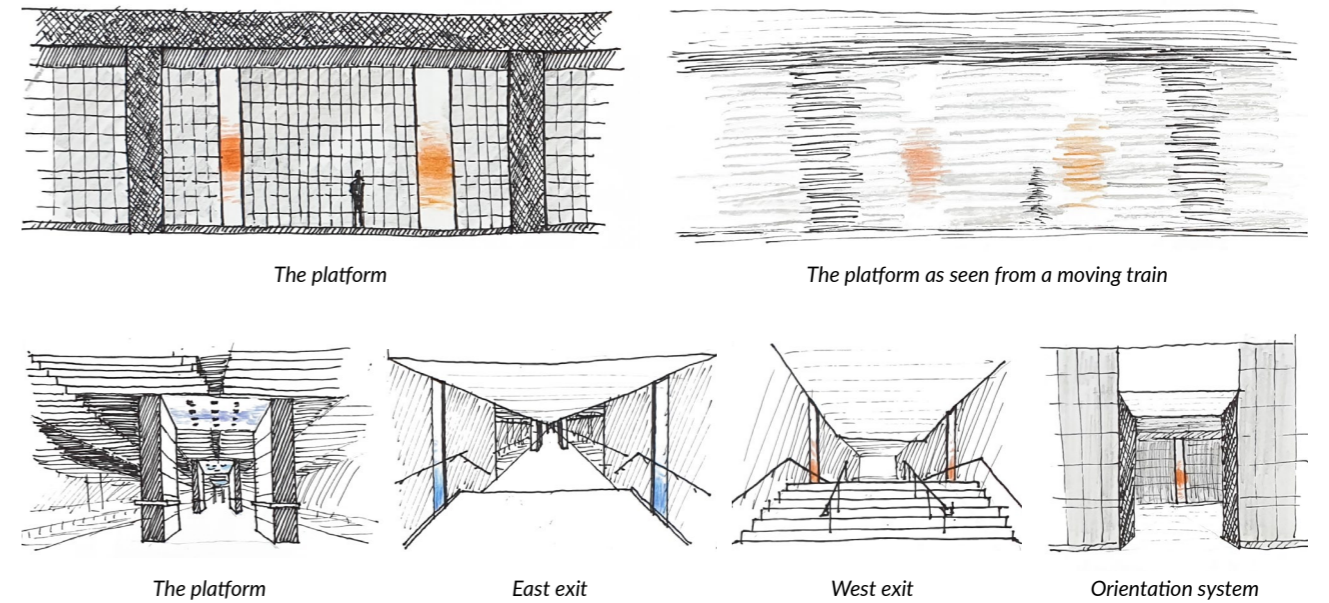 The platform
The platform as seen from a moving train
The platform
East exit
West exit
Orientation system